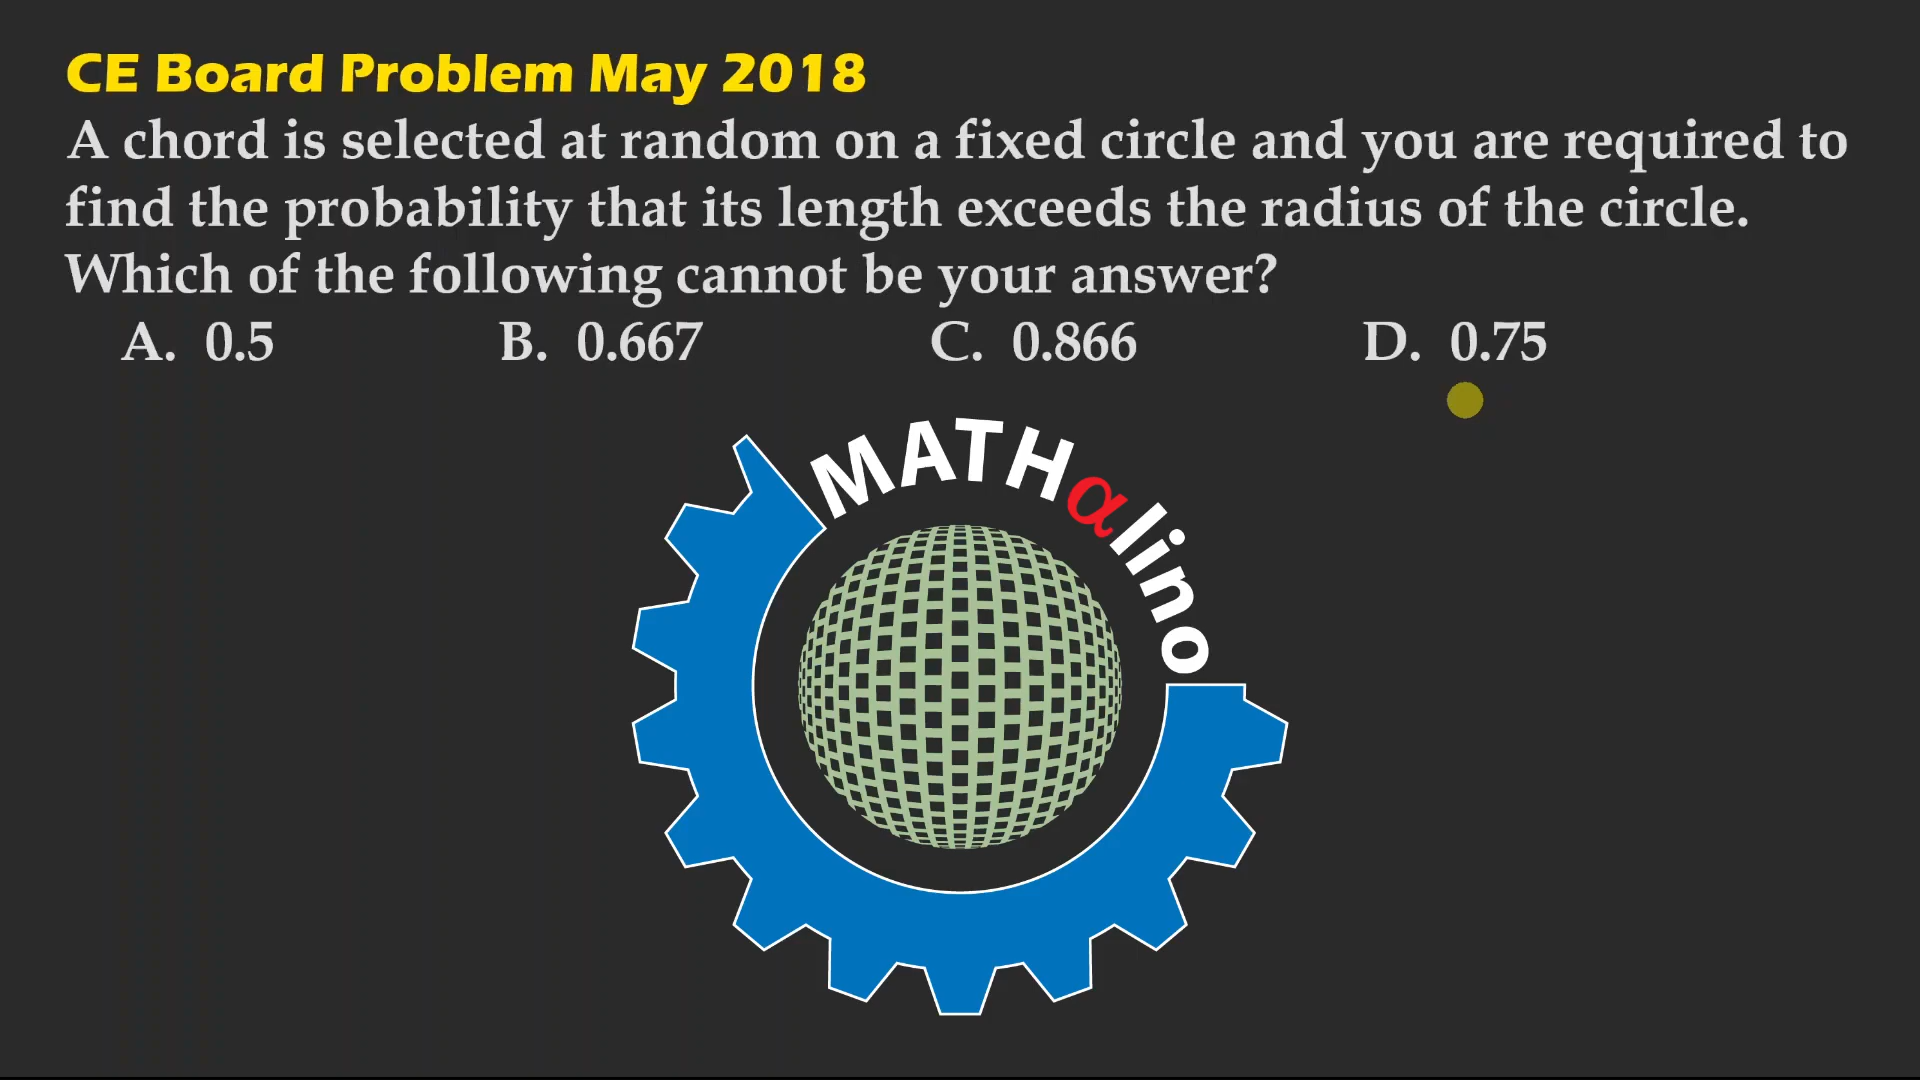 CE Board Problem May 2018
A chord is selected at random on a fixed circle and you are required to
find the probability that its length exceeds the radius of the circle.
Which of the following cannot be your answer?
A. 0.5 B. 0.667 C. 0.866 D. 0.75
MATHαlino